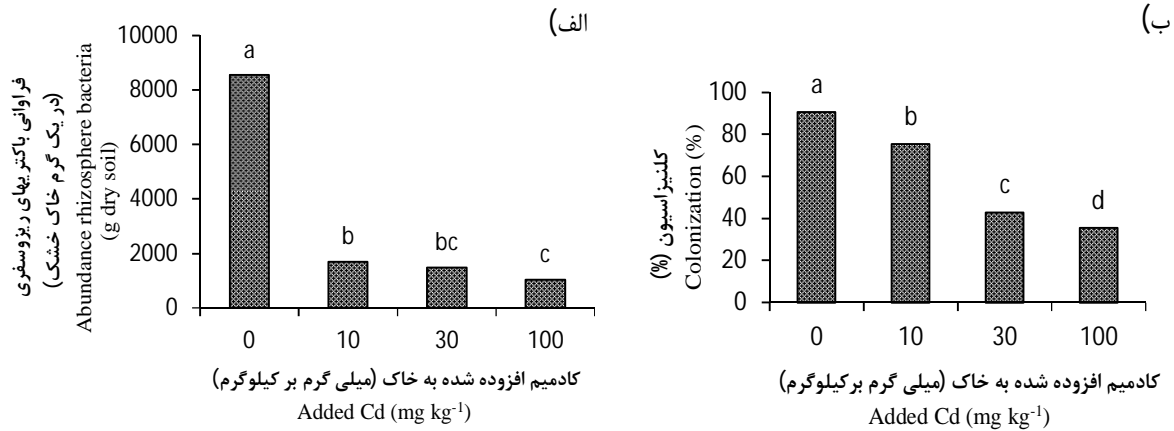 الف)
فراوانی باکتریهای ریزوسفری
(در یک گرم خاک خشک)
Abundance rhizosphere bacteria
(g dry soil)
10000
8000
6000
4000
2000
0
a
b
bc
c
0 10 30 100
کادمیم افزوده شده به خاک (میلی گرم بر کیلوگرم)
Added Cd (mg kg⁻¹)
ب)
کلنیزاسیون (%)
Colonization (%)
100
80
60
40
20
0
a
b
c
d
0 10 30 100
کادمیم افزوده شده به خاک (میلی گرم برکیلوگرم)
Added Cd (mg kg⁻¹)